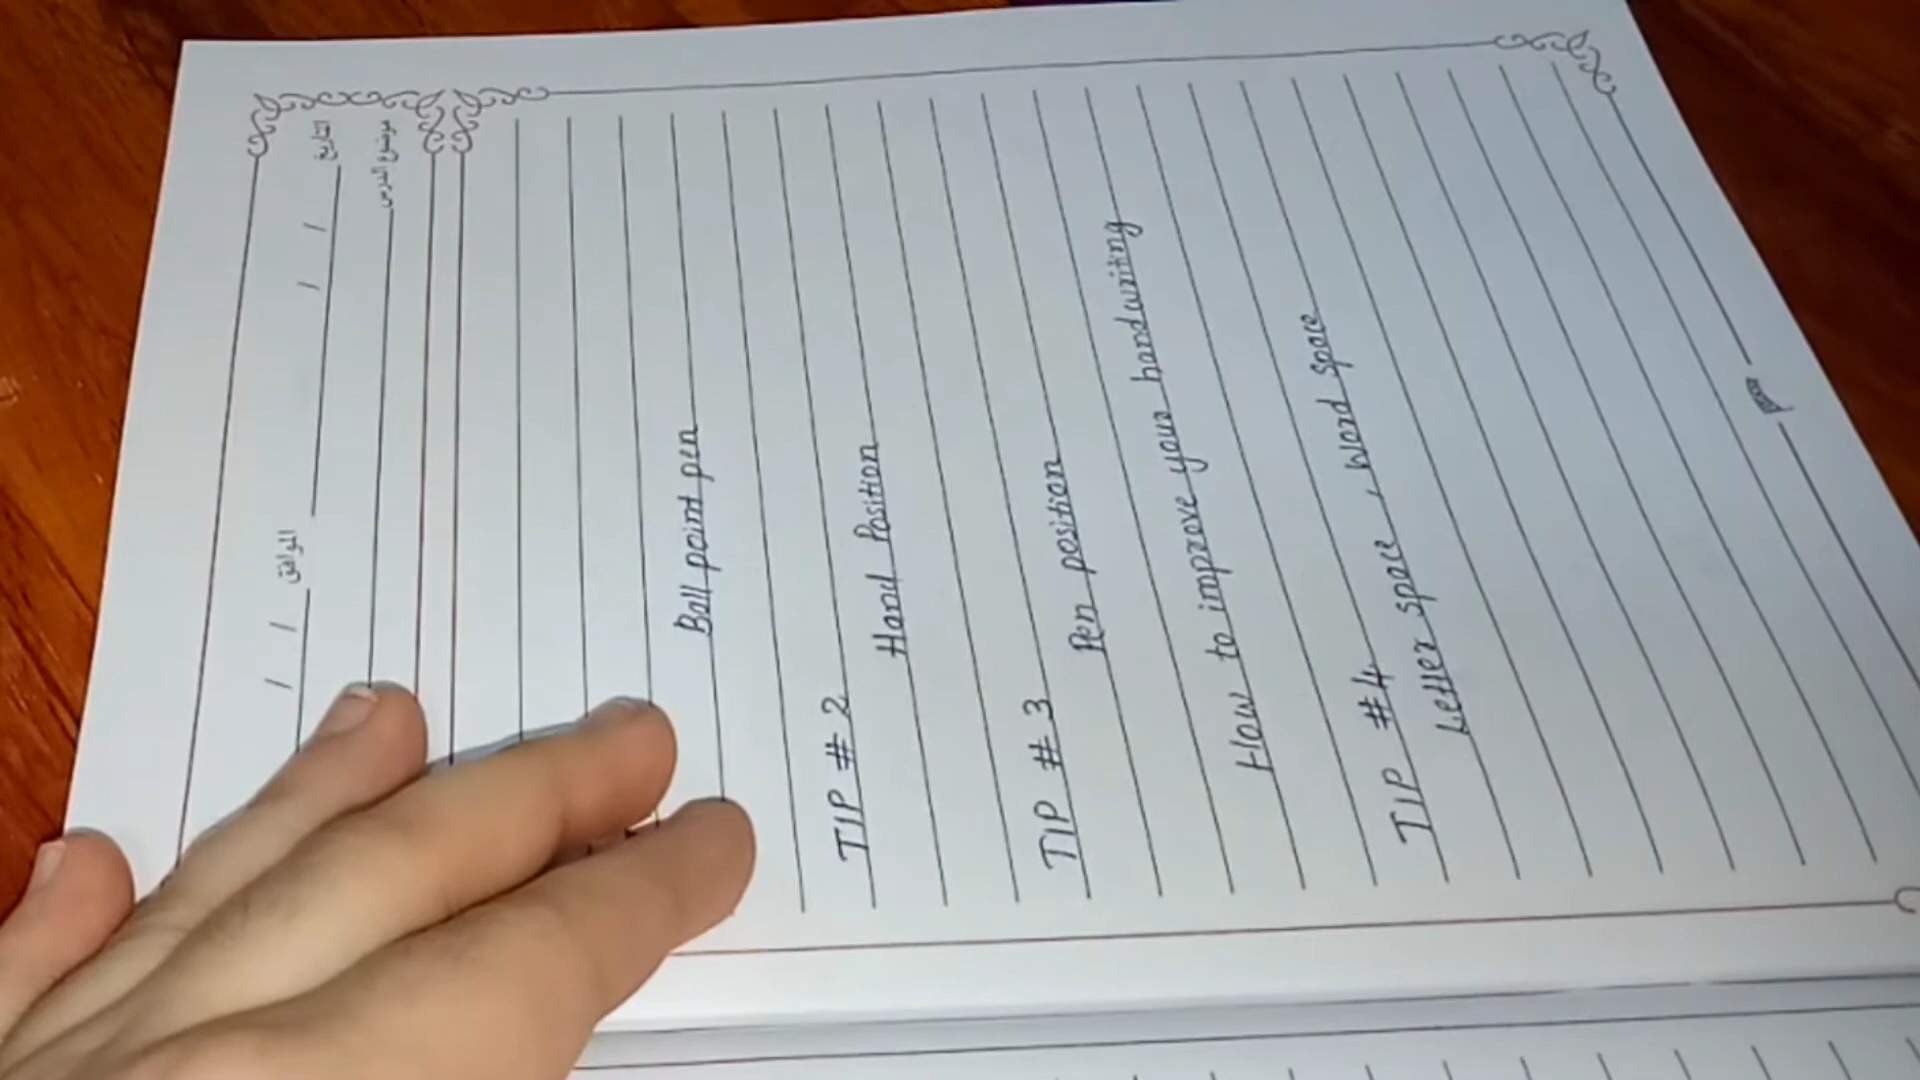 التاريخ / / الموافق / /
موضوع الدرس
Ball point pen
TIP # 2
Hand Position
TIP # 3
Pen position
How to improve your handwriting
TIP # 4
Letter space, word space